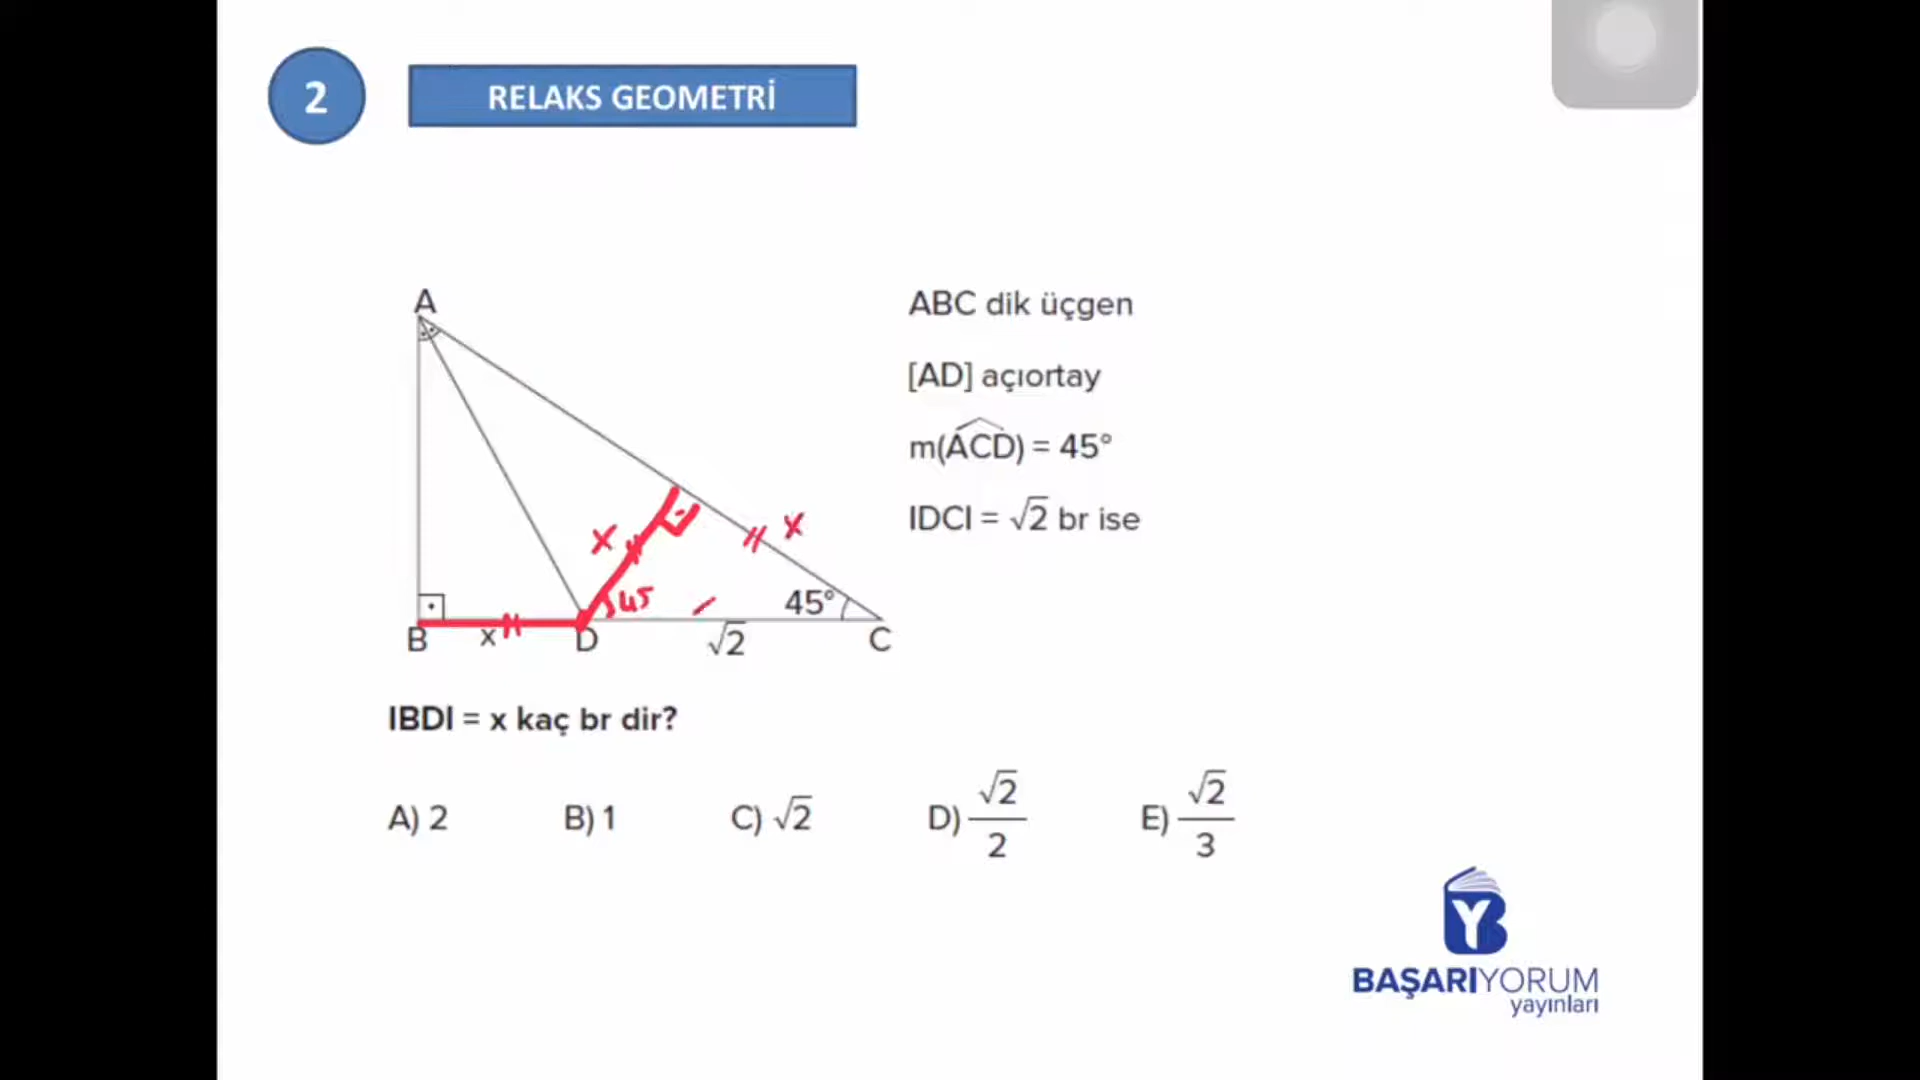 2
RELAKS GEOMETRİ
A
ABC dik üçgen
[AD] açıortay
m(ACD) = 45°
IDCI = √2 br ise
x
x
45
45°
B
x
D
√2
C
IBDI = x kaç br dir?
A) 2 B) 1 C) √2 D) √2/2 E) √2/3
BAŞARIYORUM
yayınları